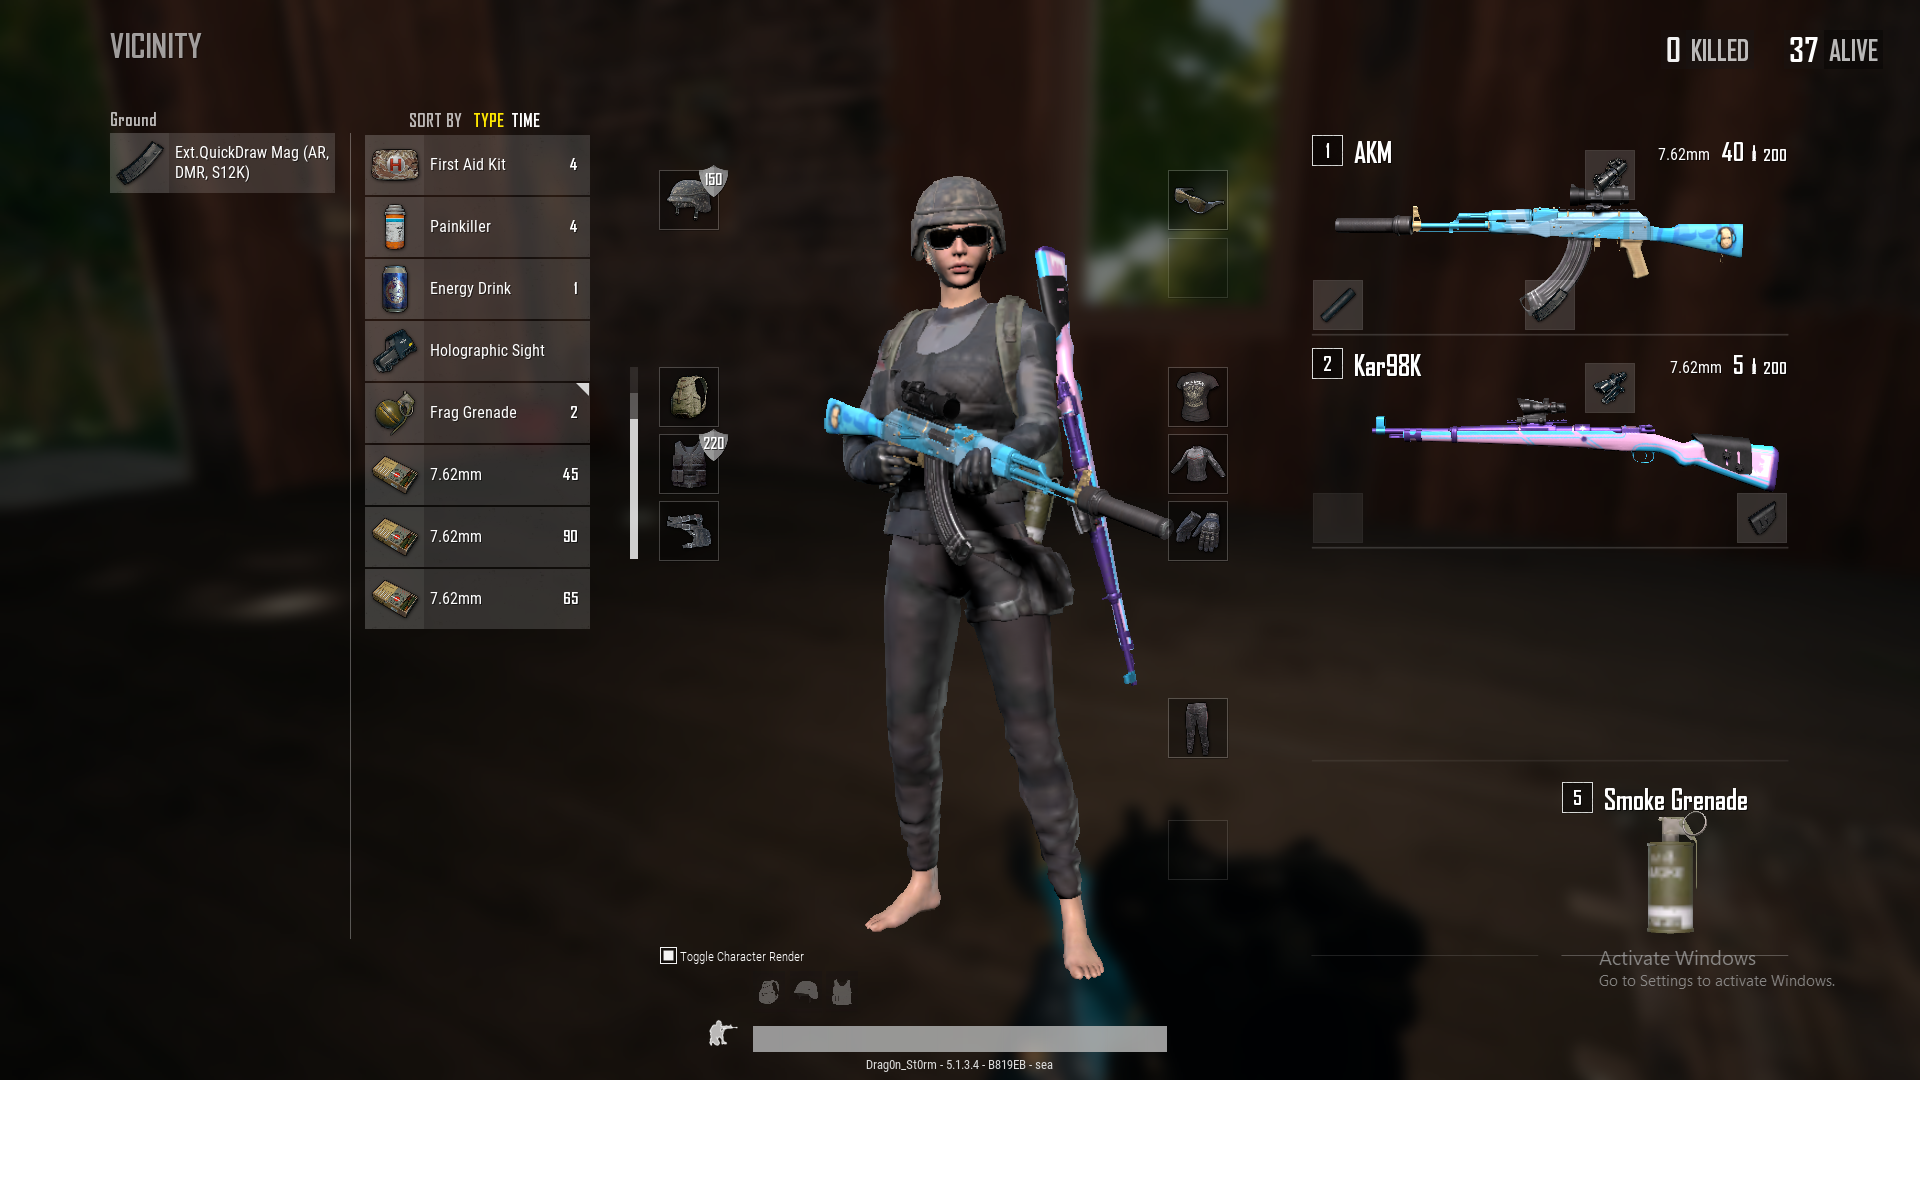 VICINITY
0 KILLED 37 ALIVE
Ground
Ext.QuickDraw Mag (AR,
DMR, S12K)
SORT BY TYPE TIME
First Aid Kit 4
Painkiller 4
Energy Drink 1
Holographic Sight
Frag Grenade 2
7.62mm 45
7.62mm 90
7.62mm 65
150
220
1 AKM 7.62mm 40 200
2 Kar98K 7.62mm 5 200
5 Smoke Grenade
Toggle Character Render
Activate Windows
Go to Settings to activate Windows.
Drag0n_St0rm - 5.1.3.4 - B819EB - sea